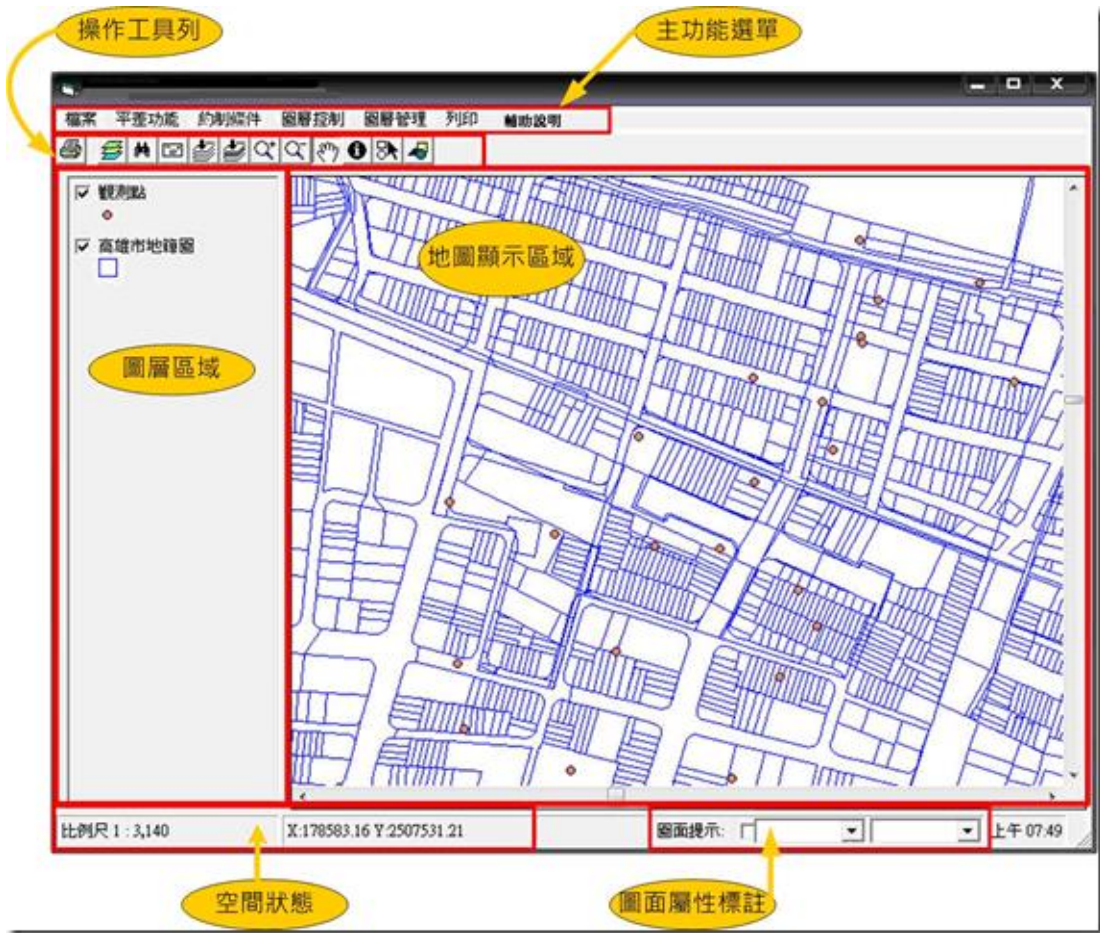 操作工具列
主功能選單
檔案 平差功能 約制條件 圖層控制 圖層管理 列印 輔助說明
觀測點
高雄市地籍圖
地圖顯示區域
圖層區域
比例尺 1 : 3,140
X:178583.16 Y:2507531.21
圖面提示:
上午 07:49
空間狀態
圖面屬性標註